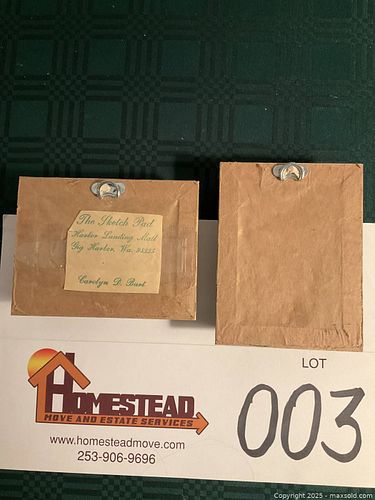 The Sketch Pad
Harbor Landing Mall
Gig Harbor, Wa. 98335
Carolyn D. Burt
LOT
003
HOMESTEAD
MOVE AND ESTATE SERVICES
www.homesteadmove.com
253-906-9696
Copyright 2025 - maxsold.com